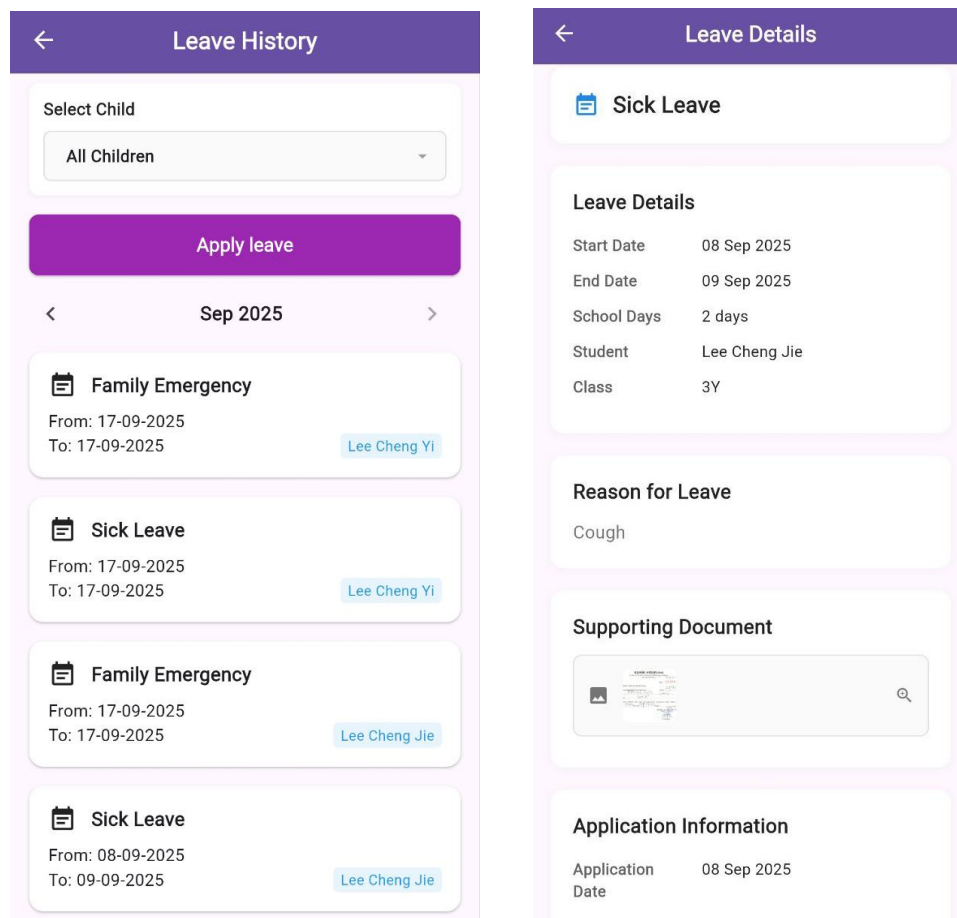 Leave History
Select Child
All Children
Apply leave
Sep 2025
Family Emergency
From: 17-09-2025
To: 17-09-2025
Lee Cheng Yi
Sick Leave
From: 17-09-2025
To: 17-09-2025
Lee Cheng Yi
Family Emergency
From: 17-09-2025
To: 17-09-2025
Lee Cheng Jie
Sick Leave
From: 08-09-2025
To: 09-09-2025
Lee Cheng Jie
Leave Details
Sick Leave
Leave Details
Start Date 08 Sep 2025
End Date 09 Sep 2025
School Days 2 days
Student Lee Cheng Jie
Class 3Y
Reason for Leave
Cough
Supporting Document
Application Information
Application 08 Sep 2025
Date